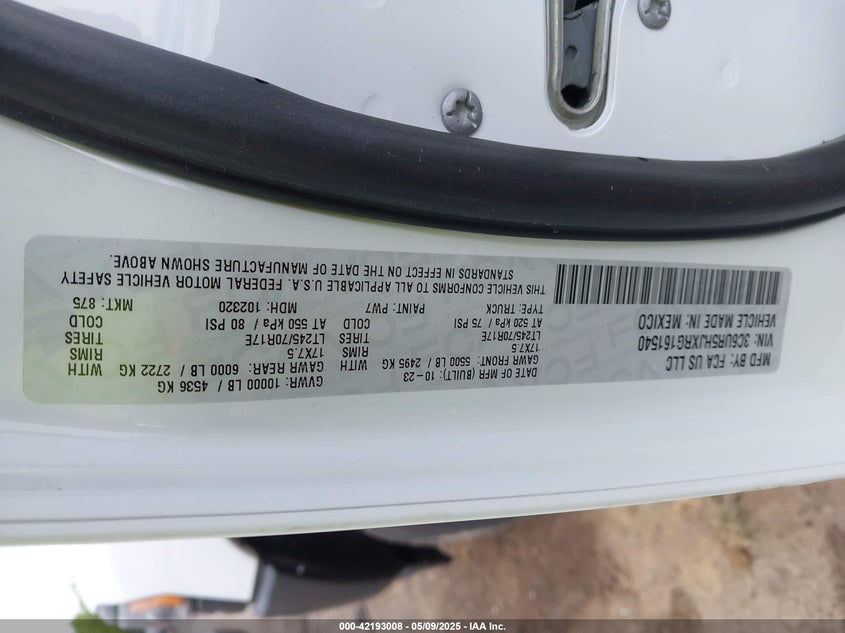 MFD BY: FCA US LLC
DATE OF MFR (BUILT): 10-23
GVWR: 10000 LB / 4536 KG
GAWR FRONT: 5500 LB / 2495 KG WITH
GAWR REAR: 6000 LB / 2722 KG WITH
17X7.5 RIMS
17X7.5 RIMS
LT245/70R17E TIRES
LT245/70R17E TIRES
AT 520 kPa / 75 PSI COLD
AT 550 kPa / 80 PSI COLD
VIN: 3C6UR5HJXRG161540
TYPE: TRUCK
PAINT: PW7
MDH: 102320
MKT: 875
VEHICLE MADE IN: MEXICO
THIS VEHICLE CONFORMS TO ALL APPLICABLE U.S.A. FEDERAL MOTOR VEHICLE SAFETY
STANDARDS IN EFFECT ON THE DATE OF MANUFACTURE SHOWN ABOVE.
000-42193008 - 05/09/2025 - IAA Inc.